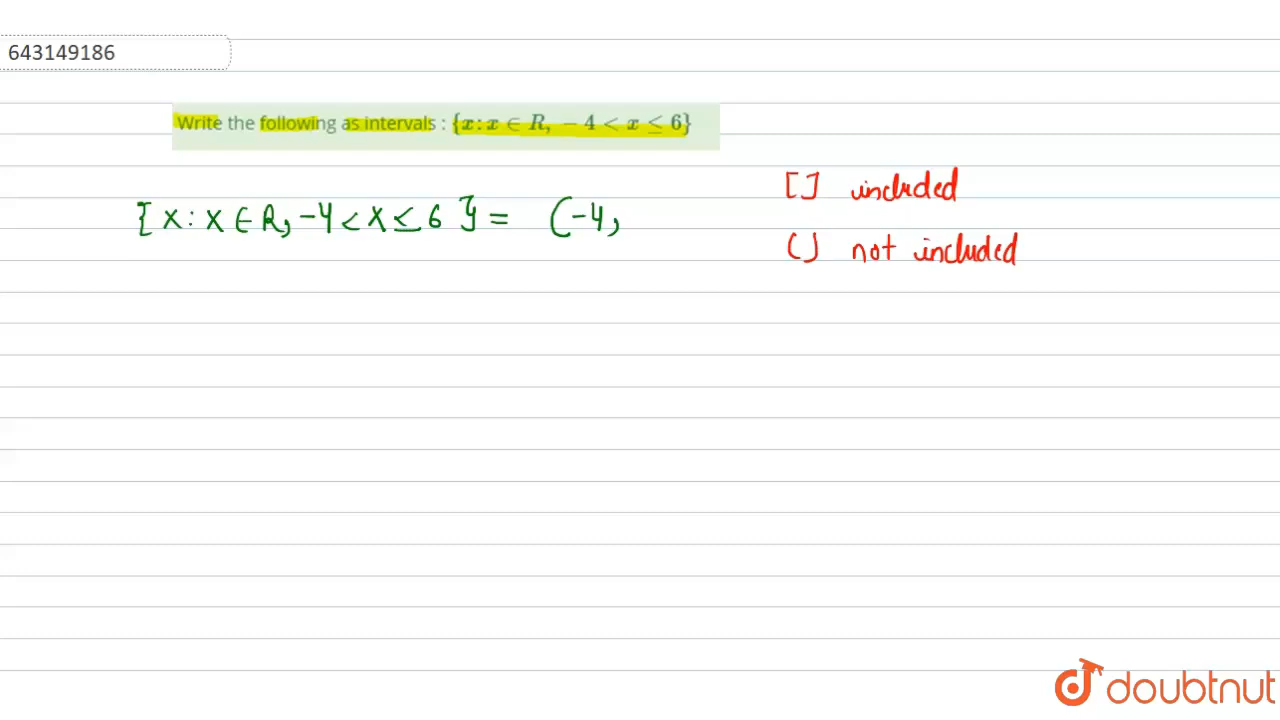 643149186
Write the following as intervals : {x : x ∈ R, − 4 < x ≤ 6}
[ x : x ∈ R, -4 < x ≤ 6 } = (-4,
[ ] included
( ) not included
doubtnut